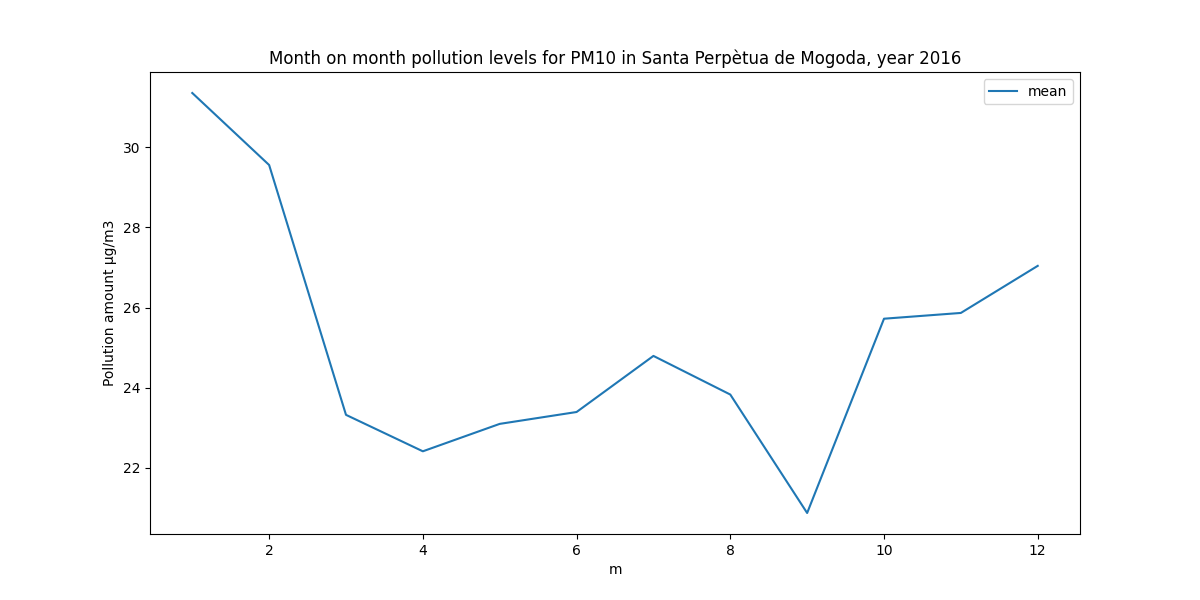 Month on month pollution levels for PM10 in Santa Perpètua de Mogoda, year 2016
mean
Pollution amount µg/m3
30
28
26
24
22
2 4 6 8 10 12
m